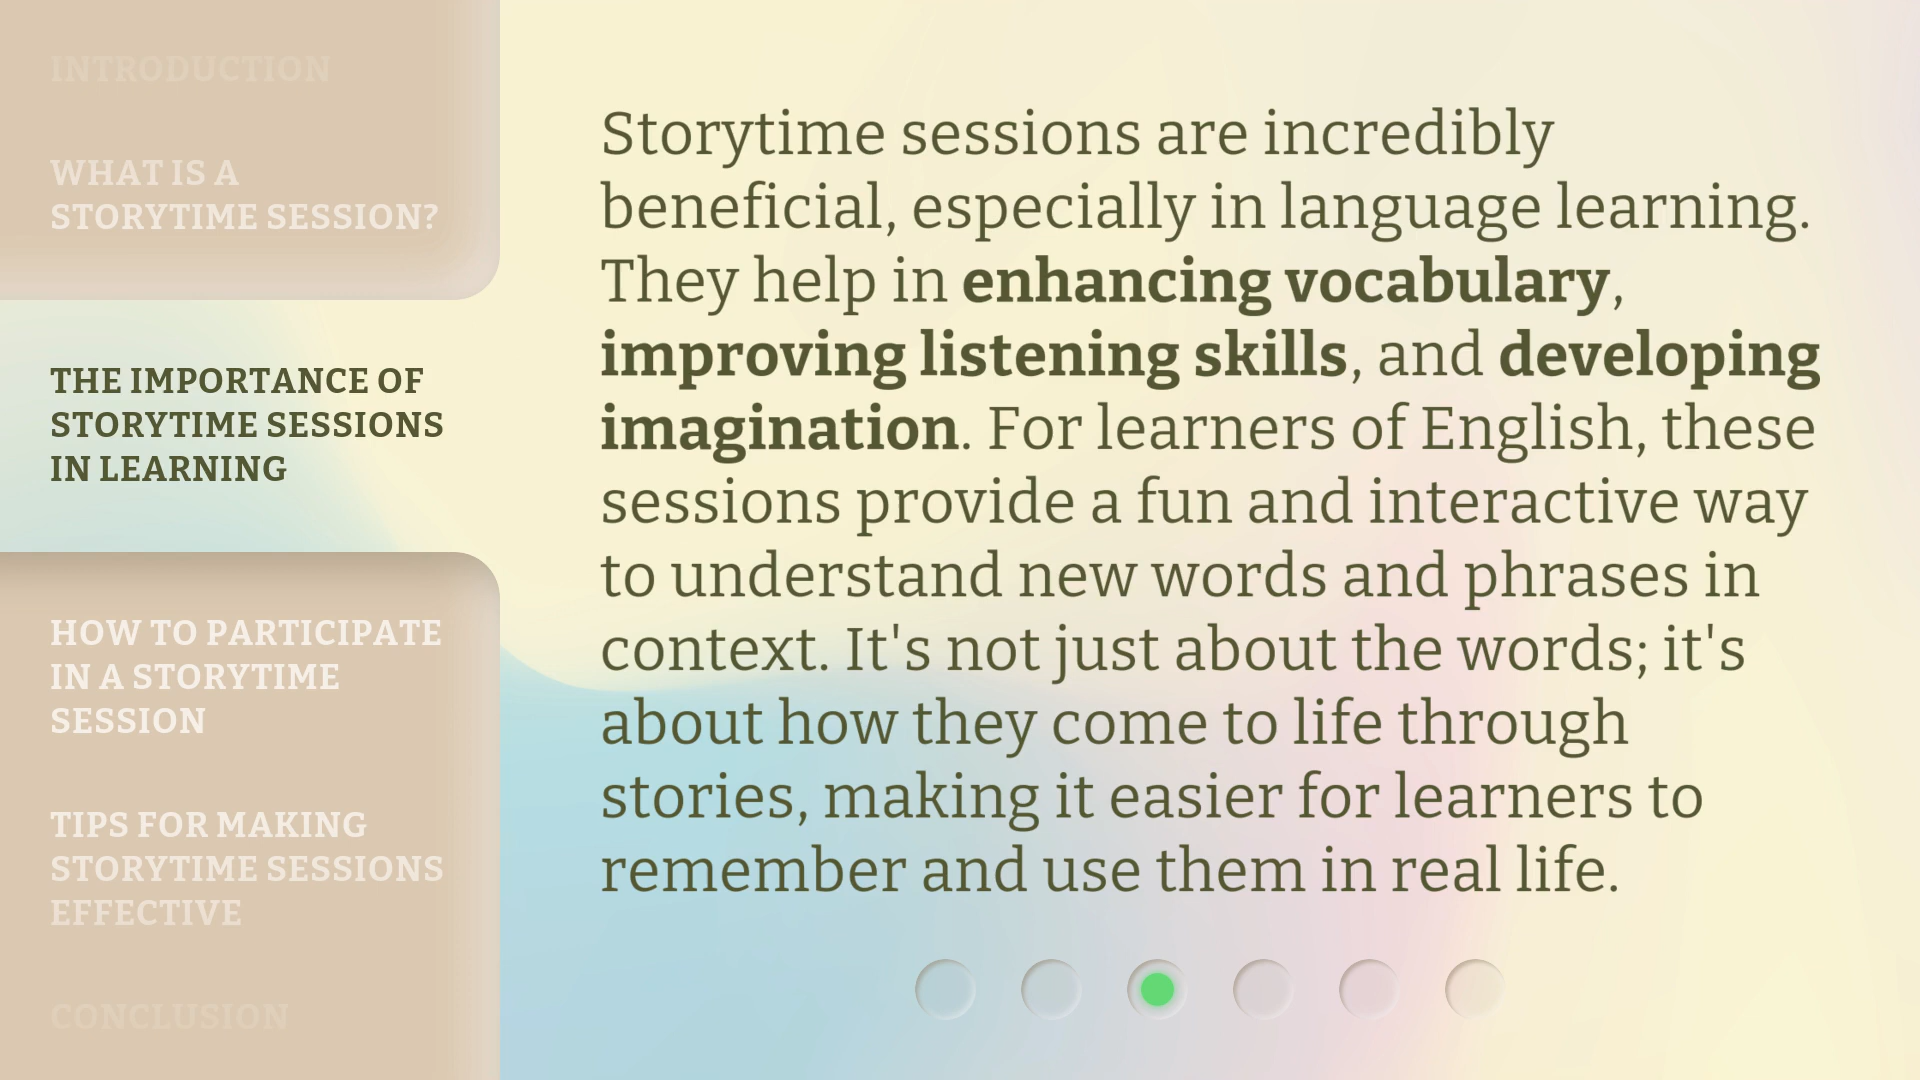 INTRODUCTION
WHAT IS A
STORYTIME SESSION?
THE IMPORTANCE OF
STORYTIME SESSIONS
IN LEARNING
HOW TO PARTICIPATE
IN A STORYTIME
SESSION
TIPS FOR MAKING
STORYTIME SESSIONS
EFFECTIVE
CONCLUSION
Storytime sessions are incredibly
beneficial, especially in language learning.
They help in enhancing vocabulary,
improving listening skills, and developing
imagination. For learners of English, these
sessions provide a fun and interactive way
to understand new words and phrases in
context. It's not just about the words; it's
about how they come to life through
stories, making it easier for learners to
remember and use them in real life.